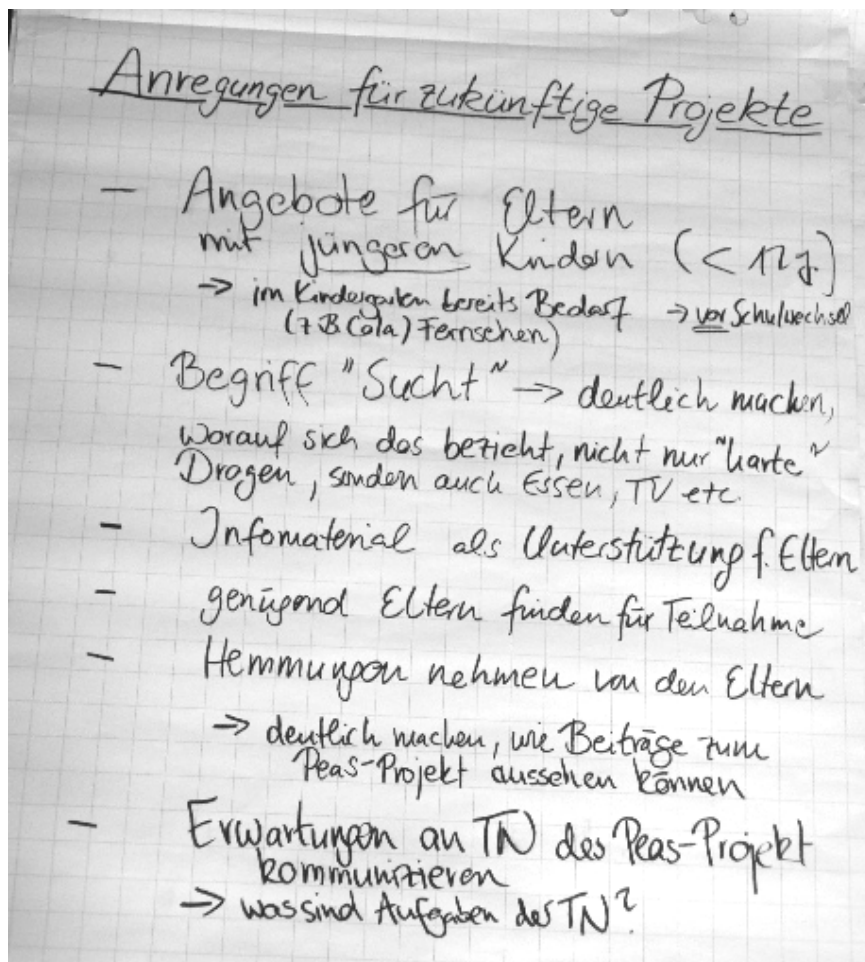 Anregungen für zukünftige Projekte
– Angebote für Eltern
mit jüngeren Kindern (< 12 J.)
→ im Kindergarten bereits Bedarf → vor Schulwechsel
(z B Cola) Fernsehen)
– Begriff "Sucht" → deutlich machen,
worauf sich das bezieht, nicht nur "harte"
Drogen, sondern auch Essen, TV etc.
– Infomaterial als Unterstützung f. Eltern
– genügend Eltern finden für Teilnahme
– Hemmungen nehmen von den Eltern
→ deutlich machen, wie Beiträge zum
Peas-Projekt aussehen können
– Erwartungen an TN des Peas-Projekt
kommunizieren
→ was sind Aufgaben der TN?